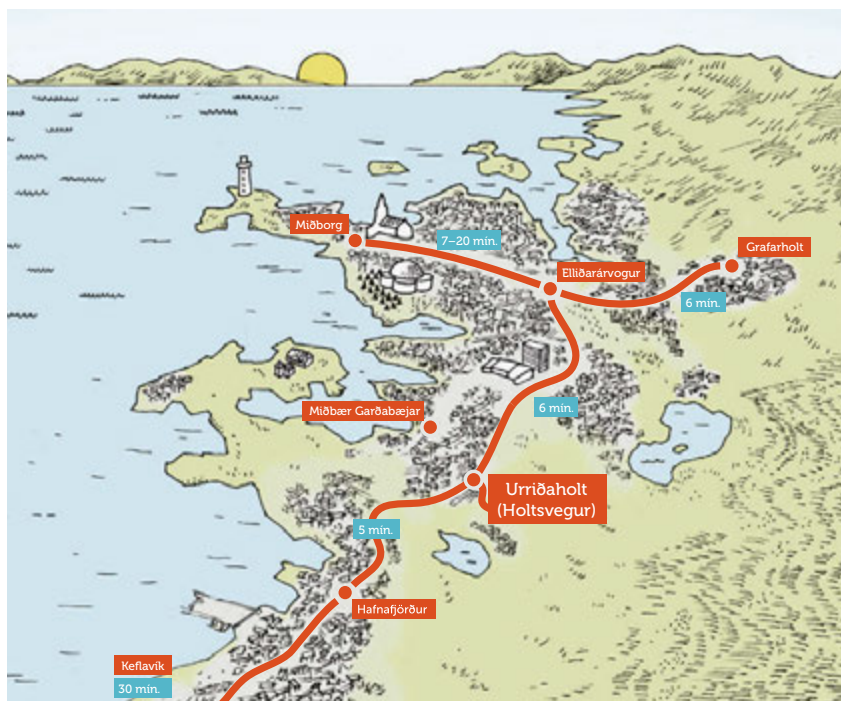 Miðborg
7–20 mín.
Grafarholt
Elliðarárvogur
6 mín.
6 mín.
Miðbær Garðabæjar
Urriðaholt
(Holtsvegur)
5 mín.
Hafnafjörður
Keflavík
30 mín.